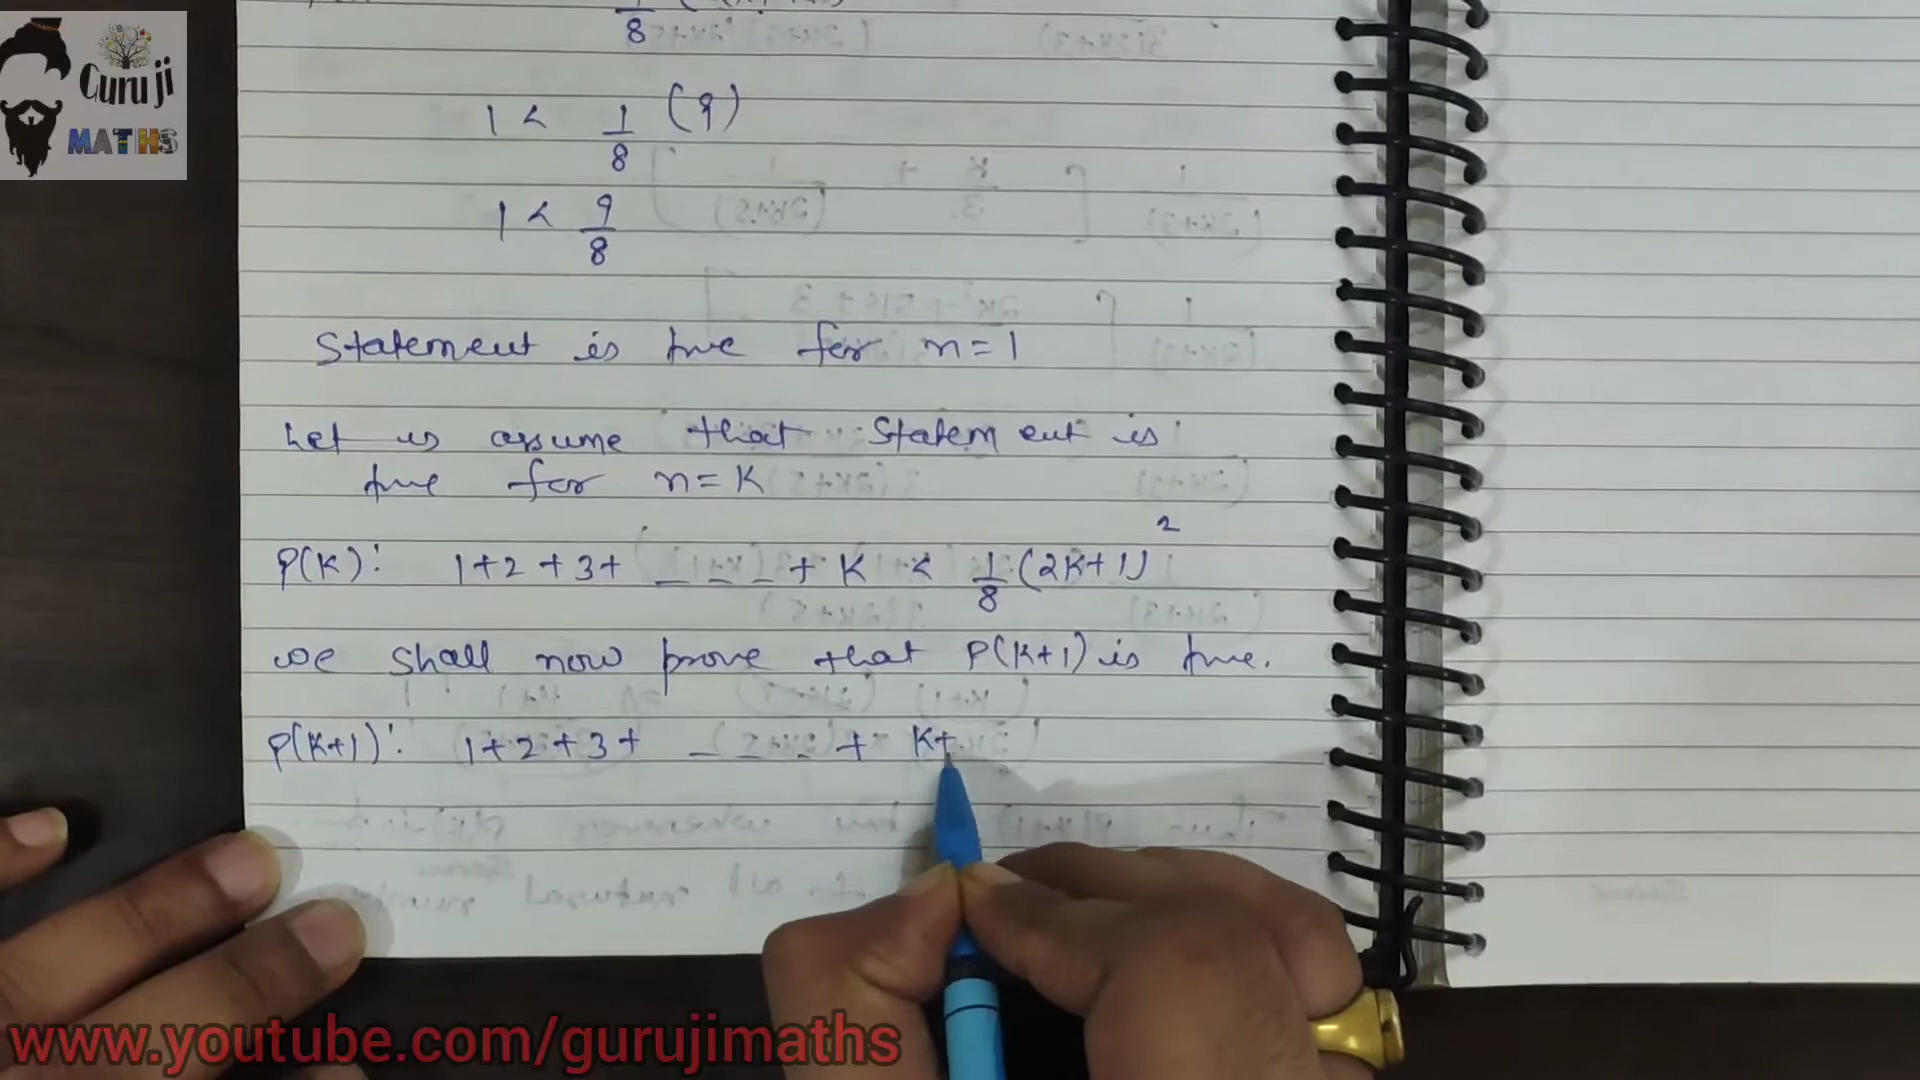 Guruji
MATHS
8
1 < 1/8 (9)
1 < 9/8
Statement is true for n=1
Let us assume that Statement is
true for n=K
P(K): 1+2+3+ _ _ _ + K < 1/8 (2K+1)²
we shall now prove that P(K+1) is true.
P(K+1): 1+2+3+ _ _ _ + K+
www.youtube.com/gurujimaths